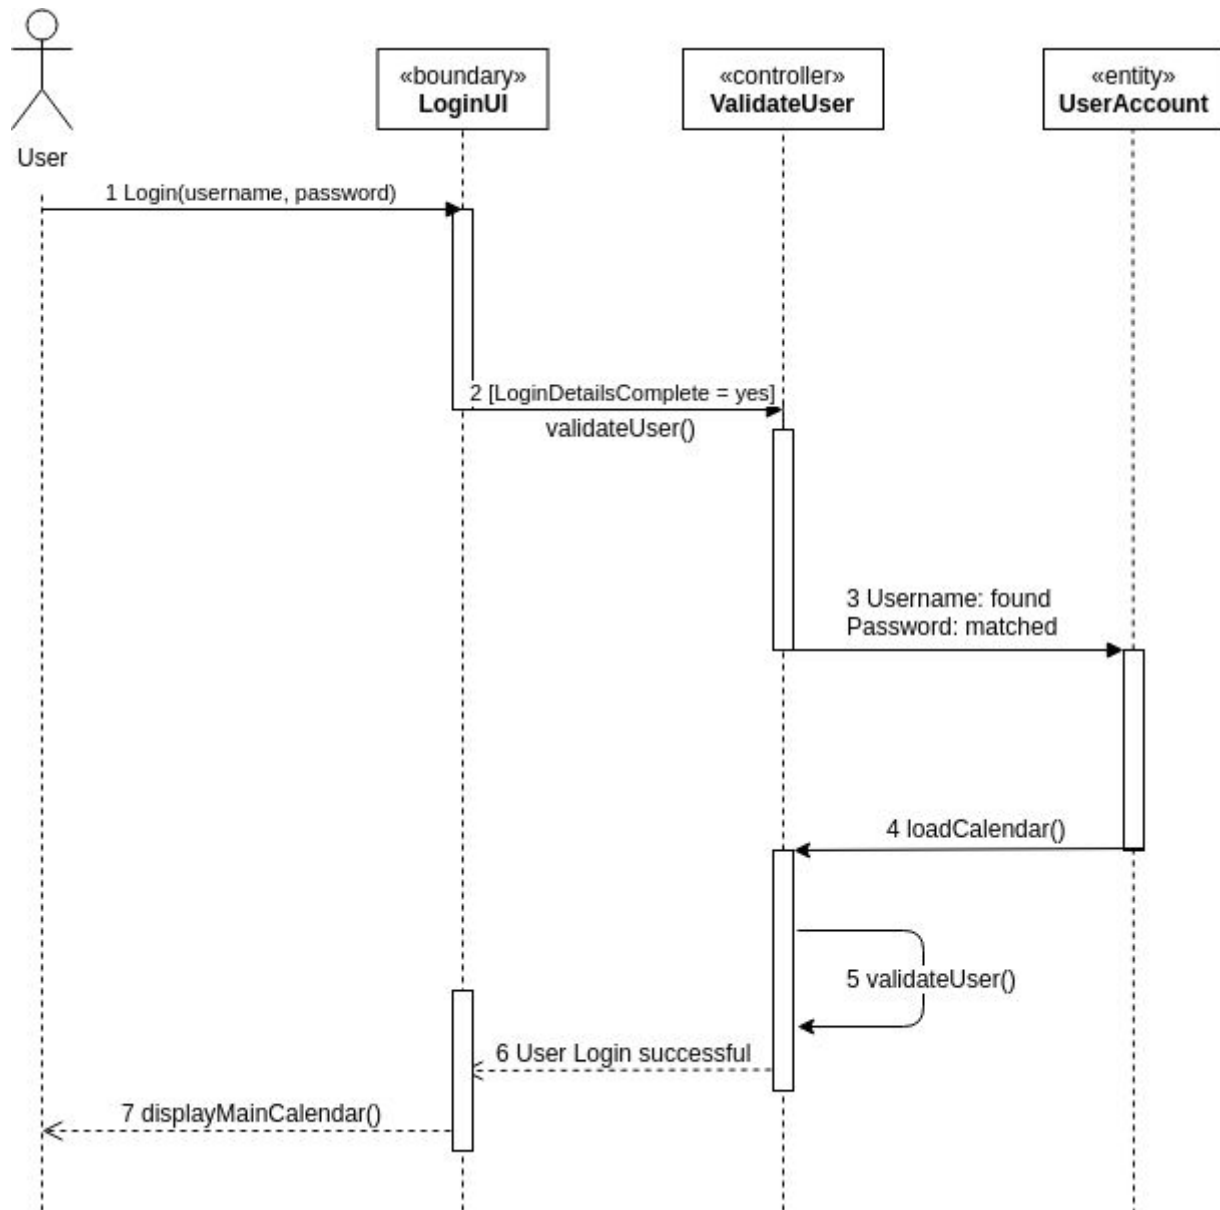 «boundary»
LoginUI
«controller»
ValidateUser
«entity»
UserAccount
User
1 Login(username, password)
2 [LoginDetailsComplete = yes]
validateUser()
3 Username: found
Password: matched
4 loadCalendar()
5 validateUser()
6 User Login successful
7 displayMainCalendar()